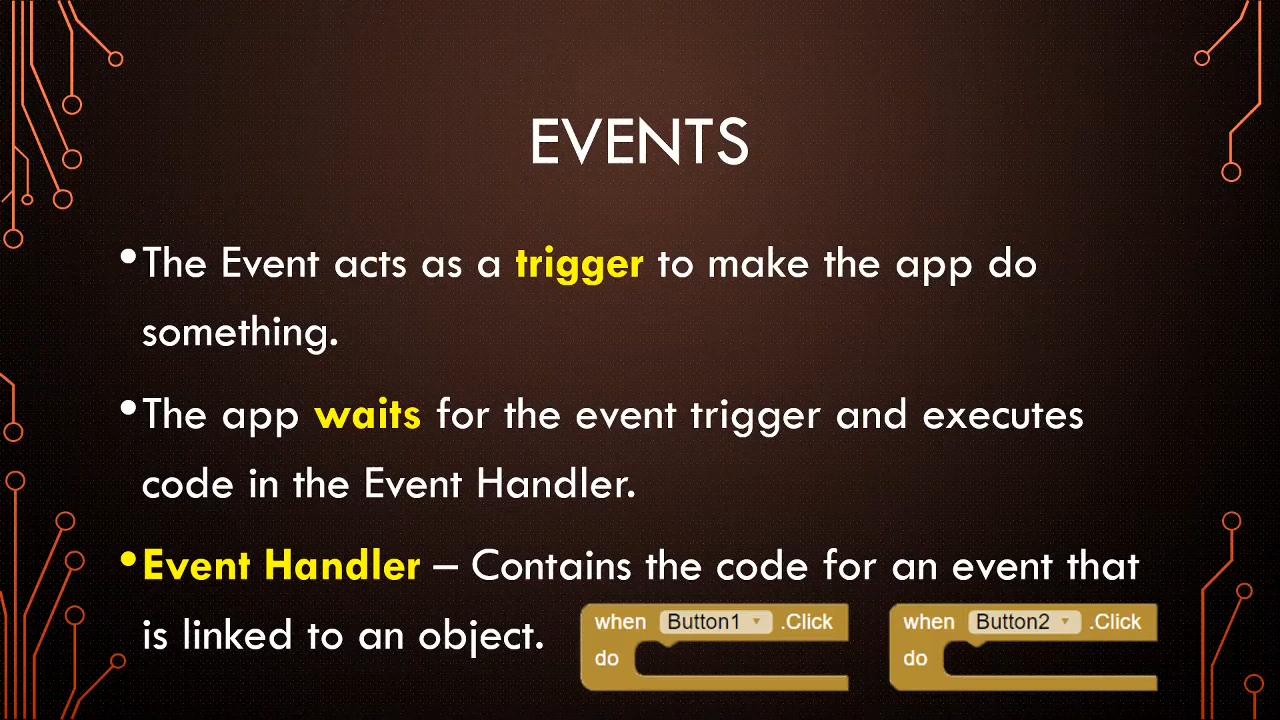 EVENTS
•The Event acts as a trigger to make the app do
something.
•The app waits for the event trigger and executes
code in the Event Handler.
•Event Handler – Contains the code for an event that
is linked to an object.
when Button1 .Click
do
when Button2 .Click
do